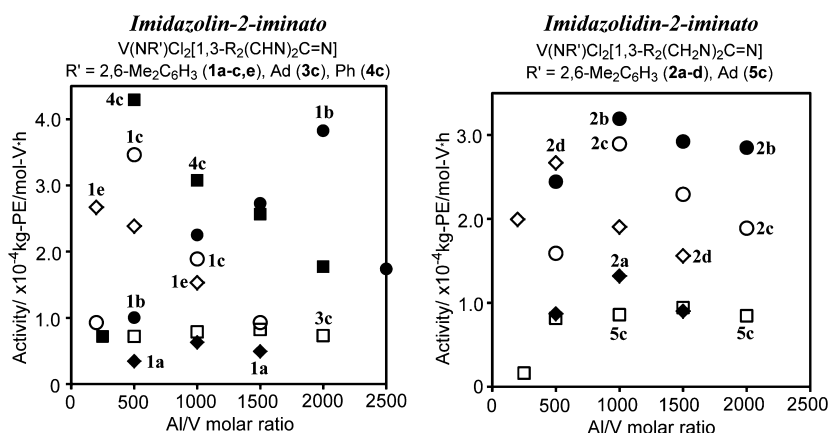 Imidazolin-2-iminato
V(NR')Cl₂[1,3-R₂(CHN)₂C=N]
R' = 2,6-Me₂C₆H₃ (1a-c,e), Ad (3c), Ph (4c)
Activity/ x10⁻⁴kg-PE/mol-V·h
4.0
3.0
2.0
1.0
0
4c
1c
1b
4c
1e
1c
1e
1b
3c
1a
1a
0
500
1000
1500
2000
2500
Al/V molar ratio
Imidazolidin-2-iminato
V(NR')Cl₂[1,3-R₂(CH₂N)₂C=N]
R' = 2,6-Me₂C₆H₃ (2a-d), Ad (5c)
Activity/ x10⁻⁴kg-PE/mol-V·h
3.0
2.0
1.0
0
2b
2d
2c
2b
2c
2a
2d
5c
5c
0
500
1000
1500
2000
2500
Al/V molar ratio